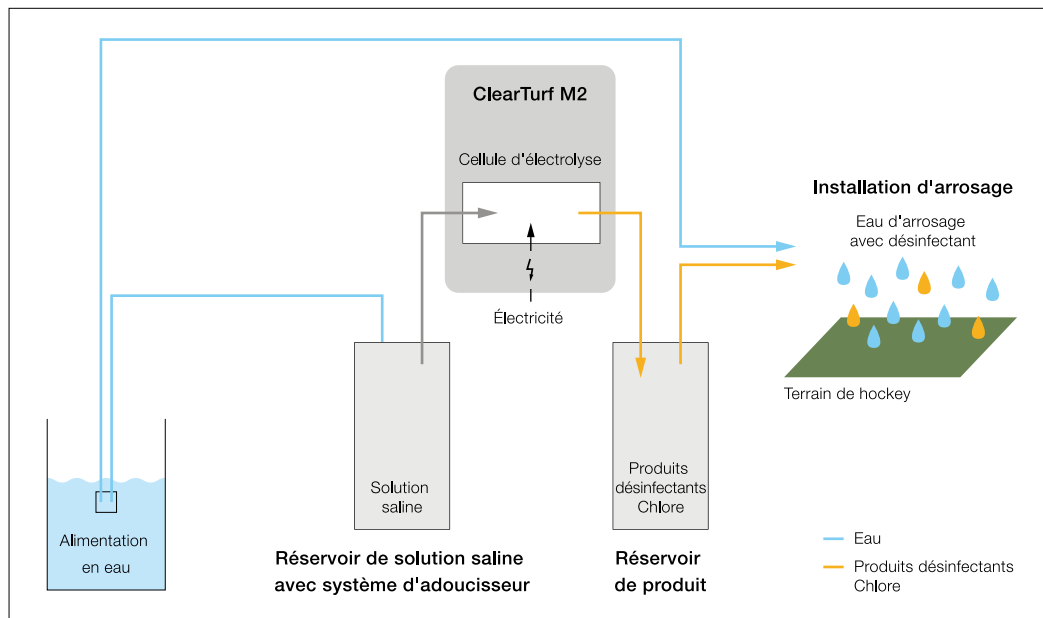 ClearTurf M2
Cellule d'électrolyse
Électricité
Installation d'arrosage
Eau d'arrosage
avec désinfectant
Terrain de hockey
Alimentation
en eau
Solution
saline
Réservoir de solution saline
avec système d'adoucisseur
Produits
désinfectants
Chlore
Réservoir
de produit
Eau
Produits désinfectants
Chlore